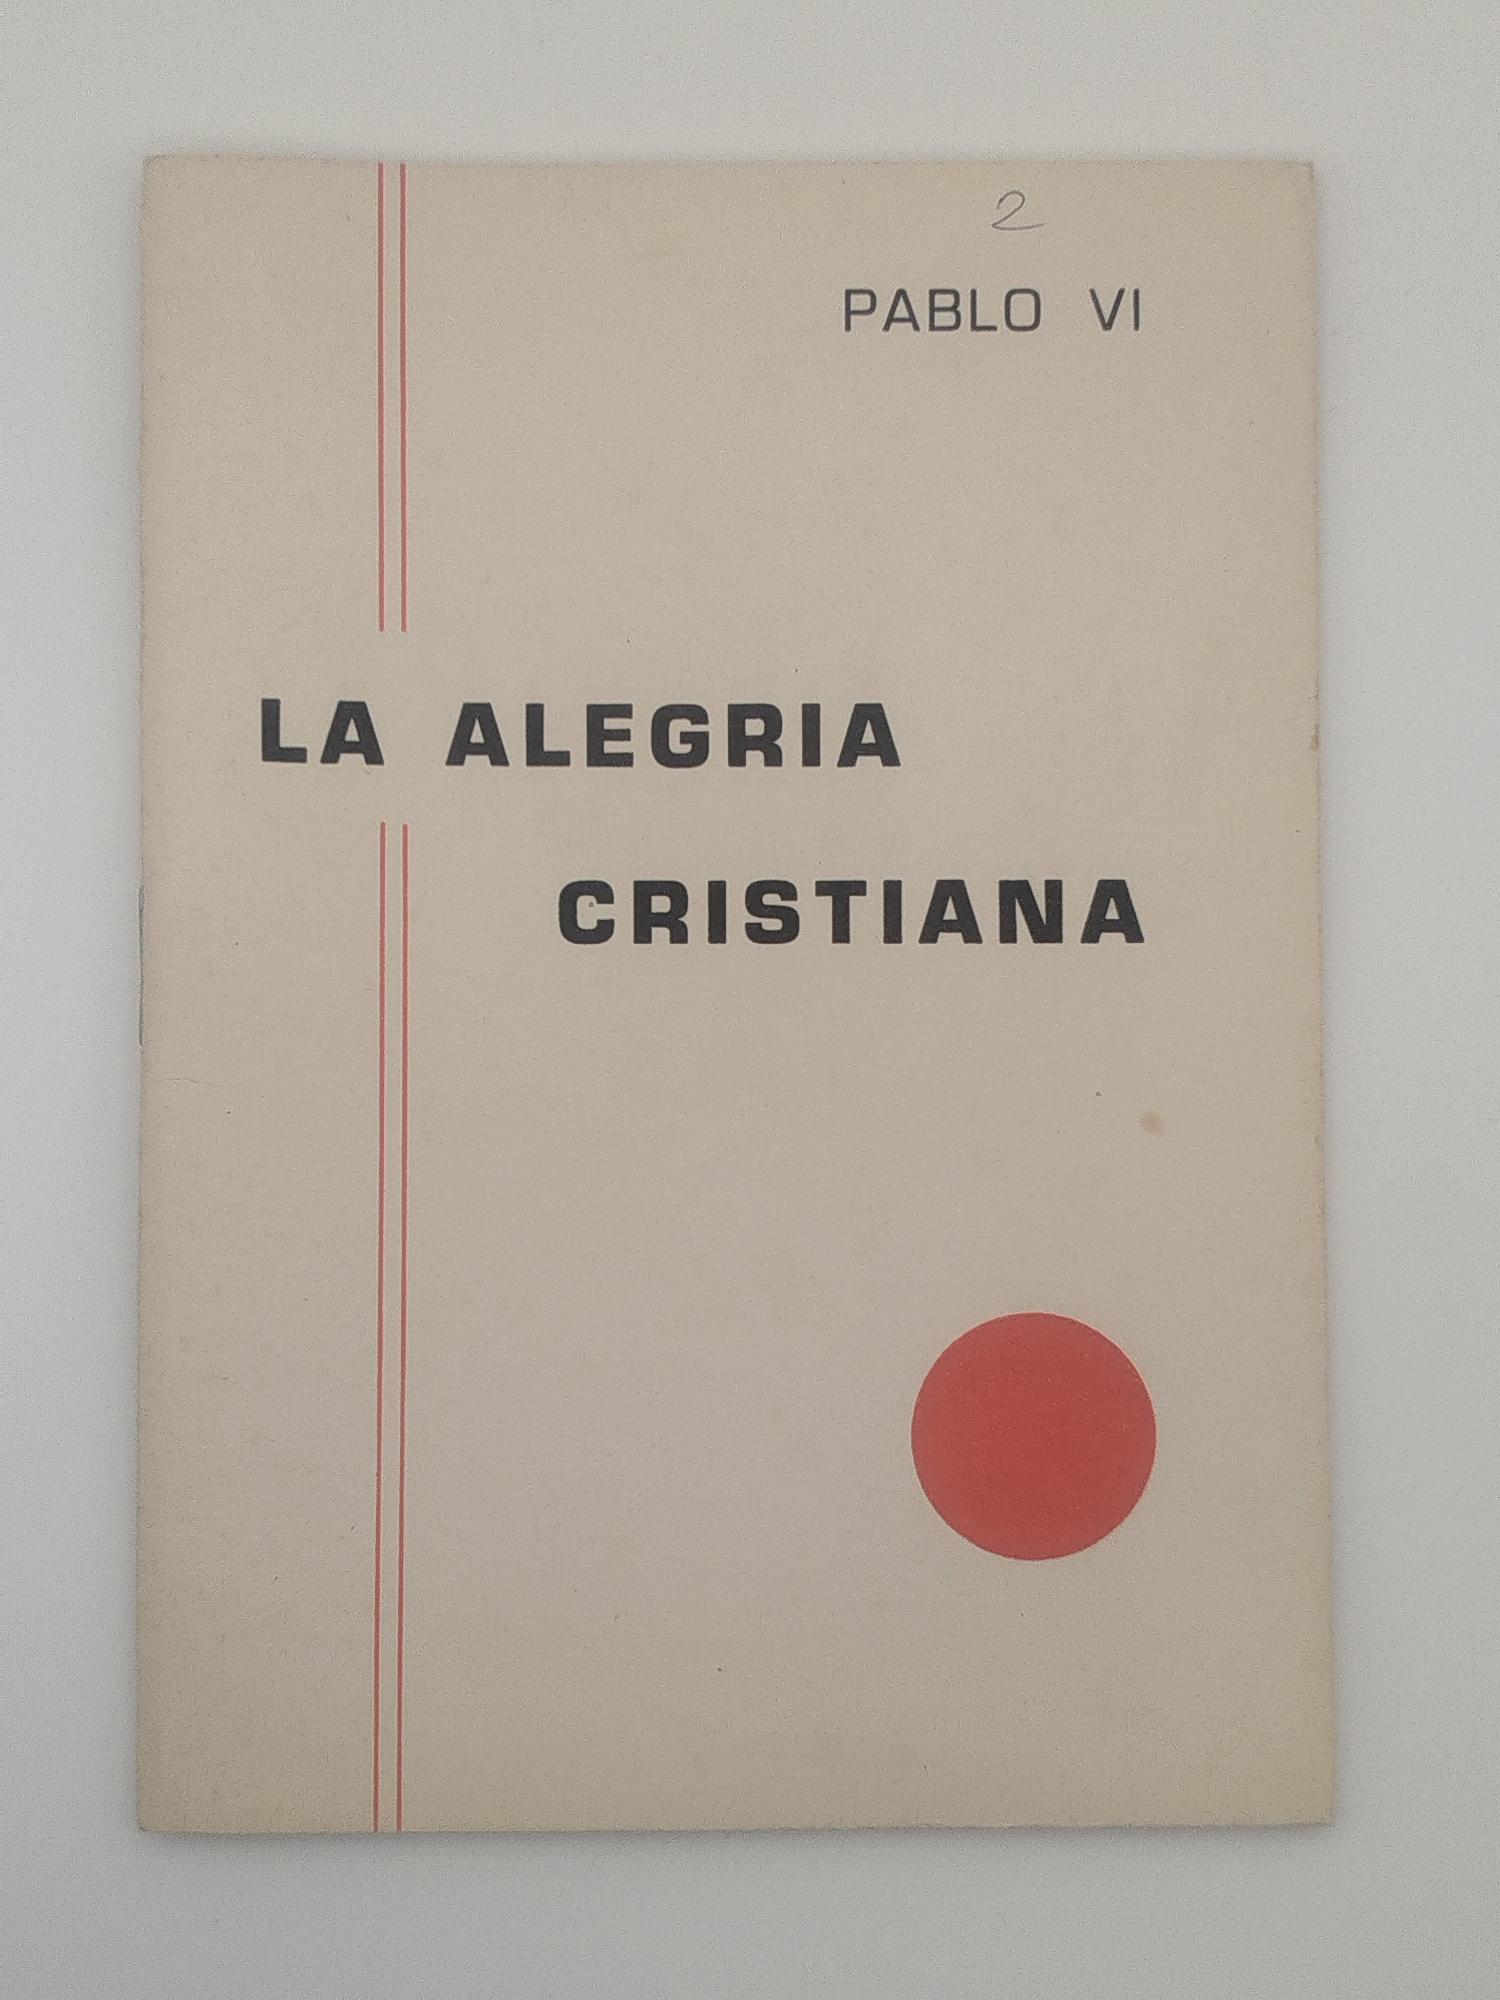 2
PABLO VI
LA ALEGRIA
CRISTIANA